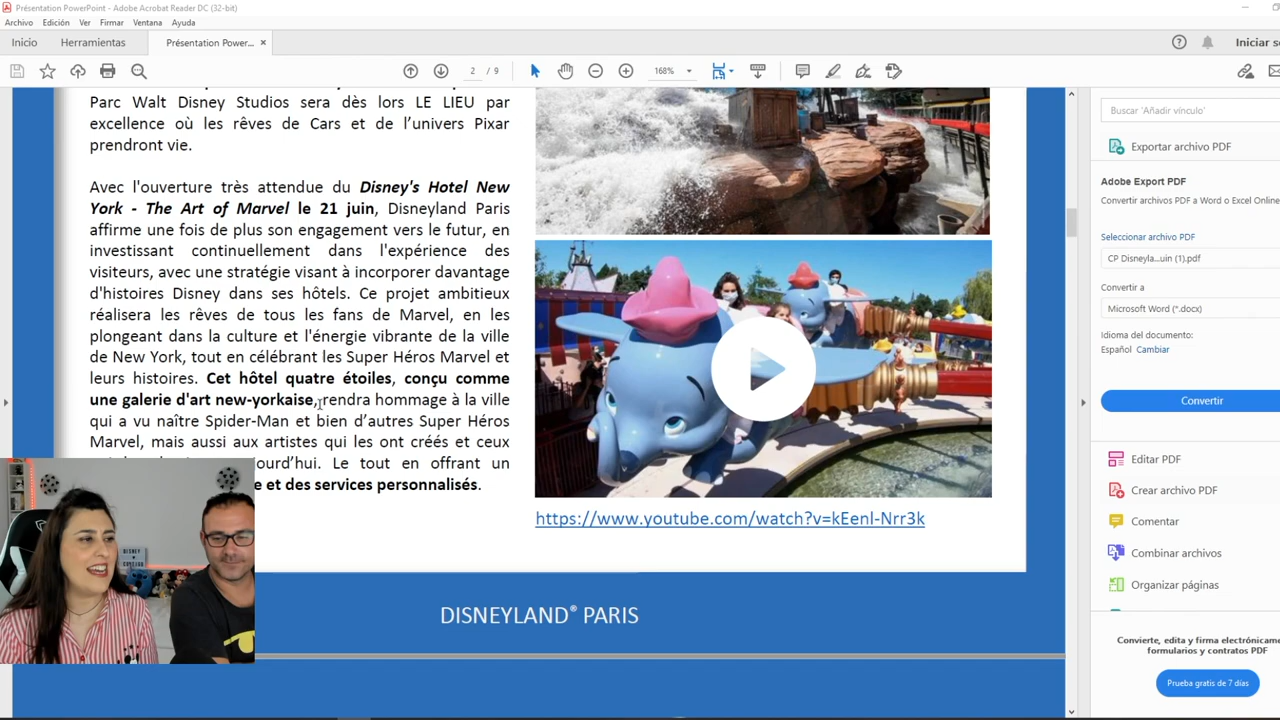 Présentation PowerPoint - Adobe Acrobat Reader DC (32-bit)
Archivo Edición Ver Firmar Ventana Ayuda
Inicio Herramientas Présentation Power... ×
Iniciar se
2 / 9 168%
Parc Walt Disney Studios sera dès lors LE LIEU par
excellence où les rêves de Cars et de l'univers Pixar
prendront vie.
Avec l'ouverture très attendue du Disney's Hotel New
York - The Art of Marvel le 21 juin, Disneyland Paris
affirme une fois de plus son engagement vers le futur, en
investissant continuellement dans l'expérience des
visiteurs, avec une stratégie visant à incorporer davantage
d'histoires Disney dans ses hôtels. Ce projet ambitieux
réalisera les rêves de tous les fans de Marvel, en les
plongeant dans la culture et l'énergie vibrante de la ville
de New York, tout en célébrant les Super Héros Marvel et
leurs histoires. Cet hôtel quatre étoiles, conçu comme
une galerie d'art new-yorkaise, rendra hommage à la ville
qui a vu naître Spider-Man et bien d’autres Super Héros
Marvel, mais aussi aux artistes qui les ont créés et ceux
ourd’hui. Le tout en offrant un
e et des services personnalisés.
https://www.youtube.com/watch?v=kEenl-Nrr3k
DISNEYLAND® PARIS
Buscar 'Añadir vínculo'
Exportar archivo PDF
Adobe Export PDF
Convertir archivos PDF a Word o Excel Online
Seleccionar archivo PDF
CP Disneyla...uin (1).pdf
Convertir a
Microsoft Word (*.docx)
Idioma del documento:
Español Cambiar
Convertir
Editar PDF
Crear archivo PDF
Comentar
Combinar archivos
Organizar páginas
Convierte, edita y firma electrónicame
formularios y contratos PDF
Prueba gratis de 7 días